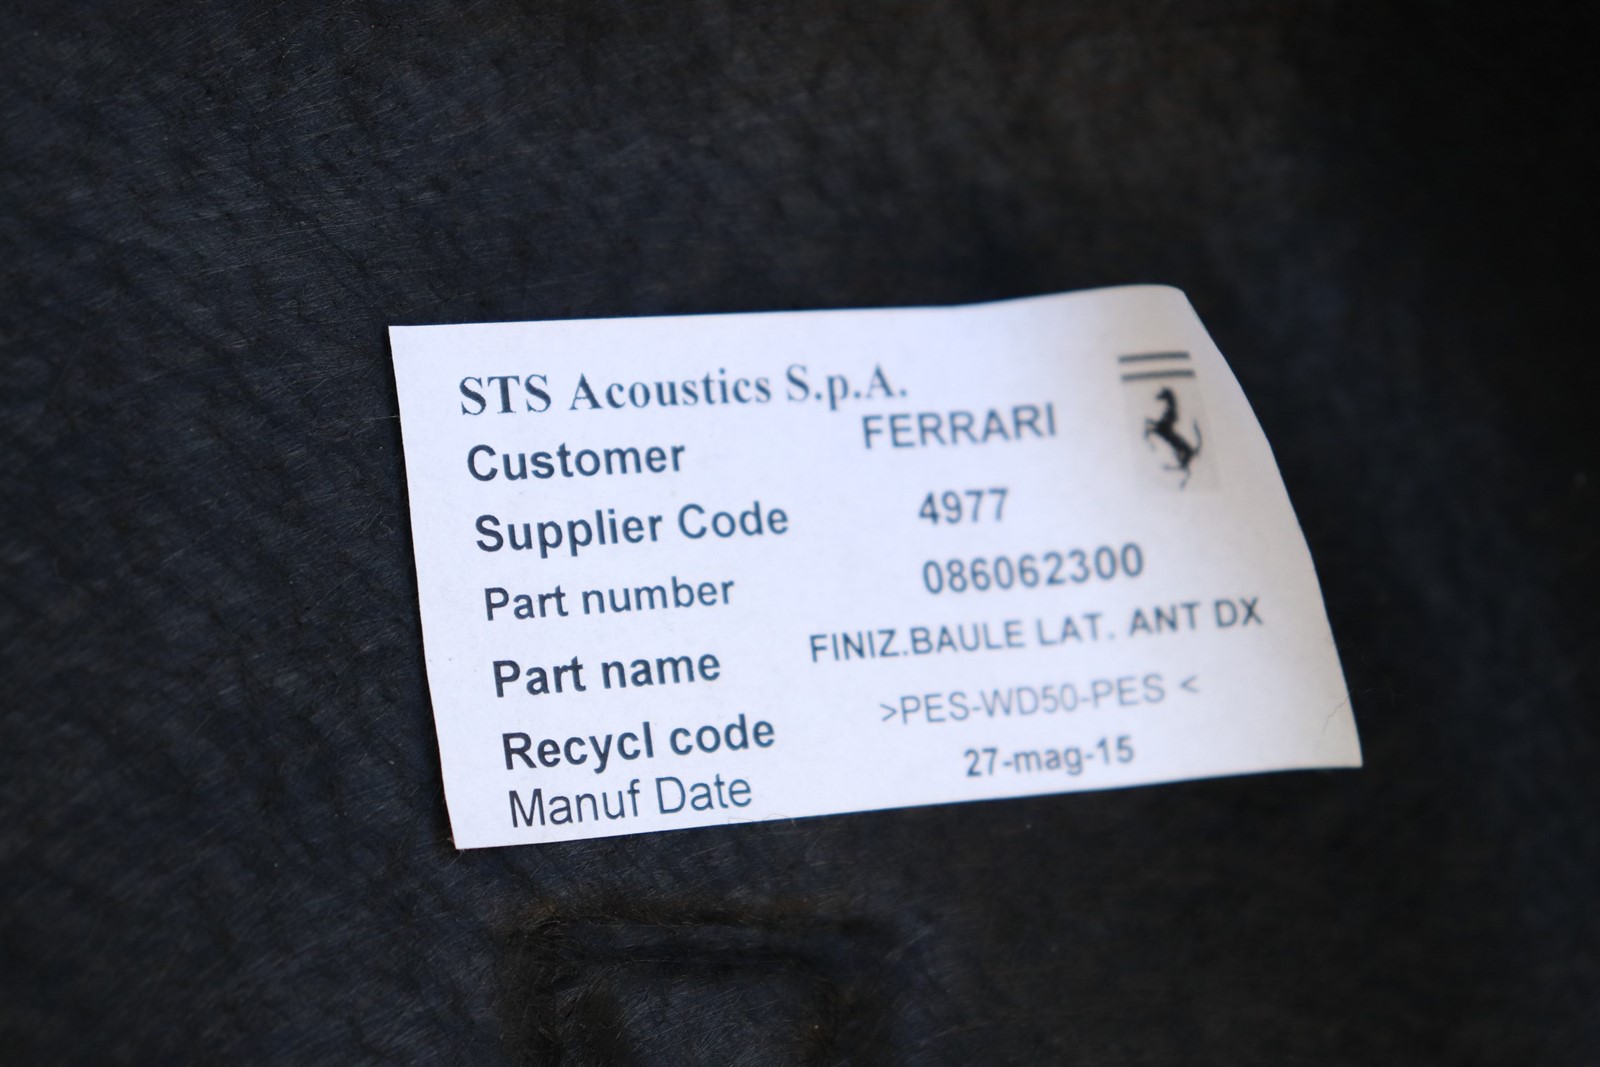 STS Acoustics S.p.A.
Customer FERRARI
Supplier Code 4977
Part number 086062300
Part name FINIZ.BAULE LAT. ANT DX
Recycl code >PES-WD50-PES <
Manuf Date 27-mag-15